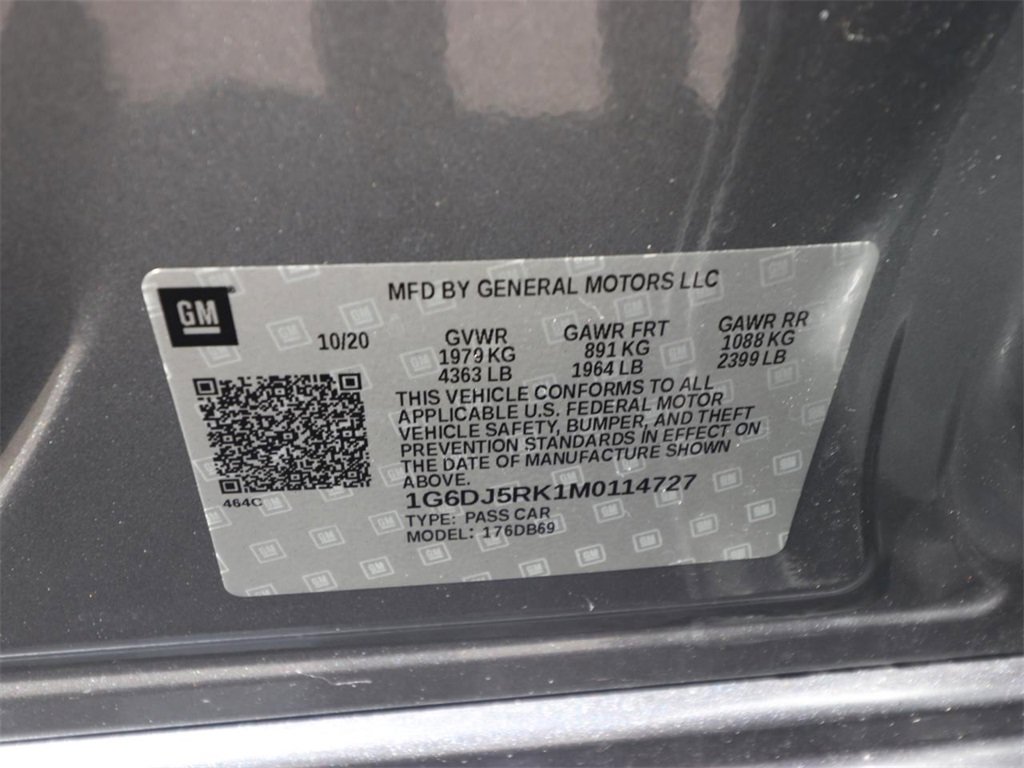 GM
MFD BY GENERAL MOTORS LLC
10/20 GVWR GAWR FRT GAWR RR
1979 KG 891 KG 1088 KG
4363 LB 1964 LB 2399 LB
THIS VEHICLE CONFORMS TO ALL
APPLICABLE U.S. FEDERAL MOTOR
VEHICLE SAFETY, BUMPER, AND THEFT
PREVENTION STANDARDS IN EFFECT ON
THE DATE OF MANUFACTURE SHOWN
ABOVE.
464C
1G6DJ5RK1M0114727
TYPE: PASS CAR
MODEL: 176DB69